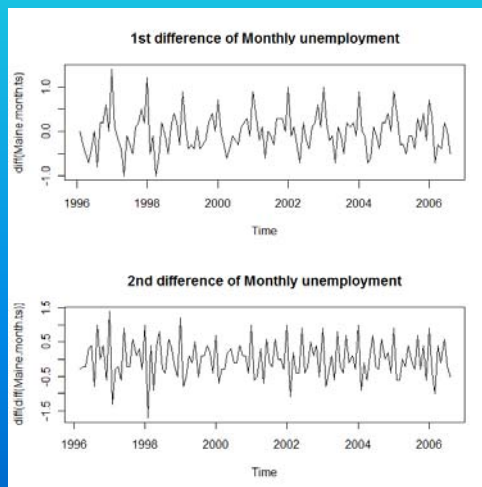 1st difference of Monthly unemployment
diff(Maine.month.ts)
1.0
0.0
-1.0
1996 1998 2000 2002 2004 2006
Time
2nd difference of Monthly unemployment
diff(diff(Maine.month.ts))
1.5
0.5
-0.5
-1.5
1996 1998 2000 2002 2004 2006
Time